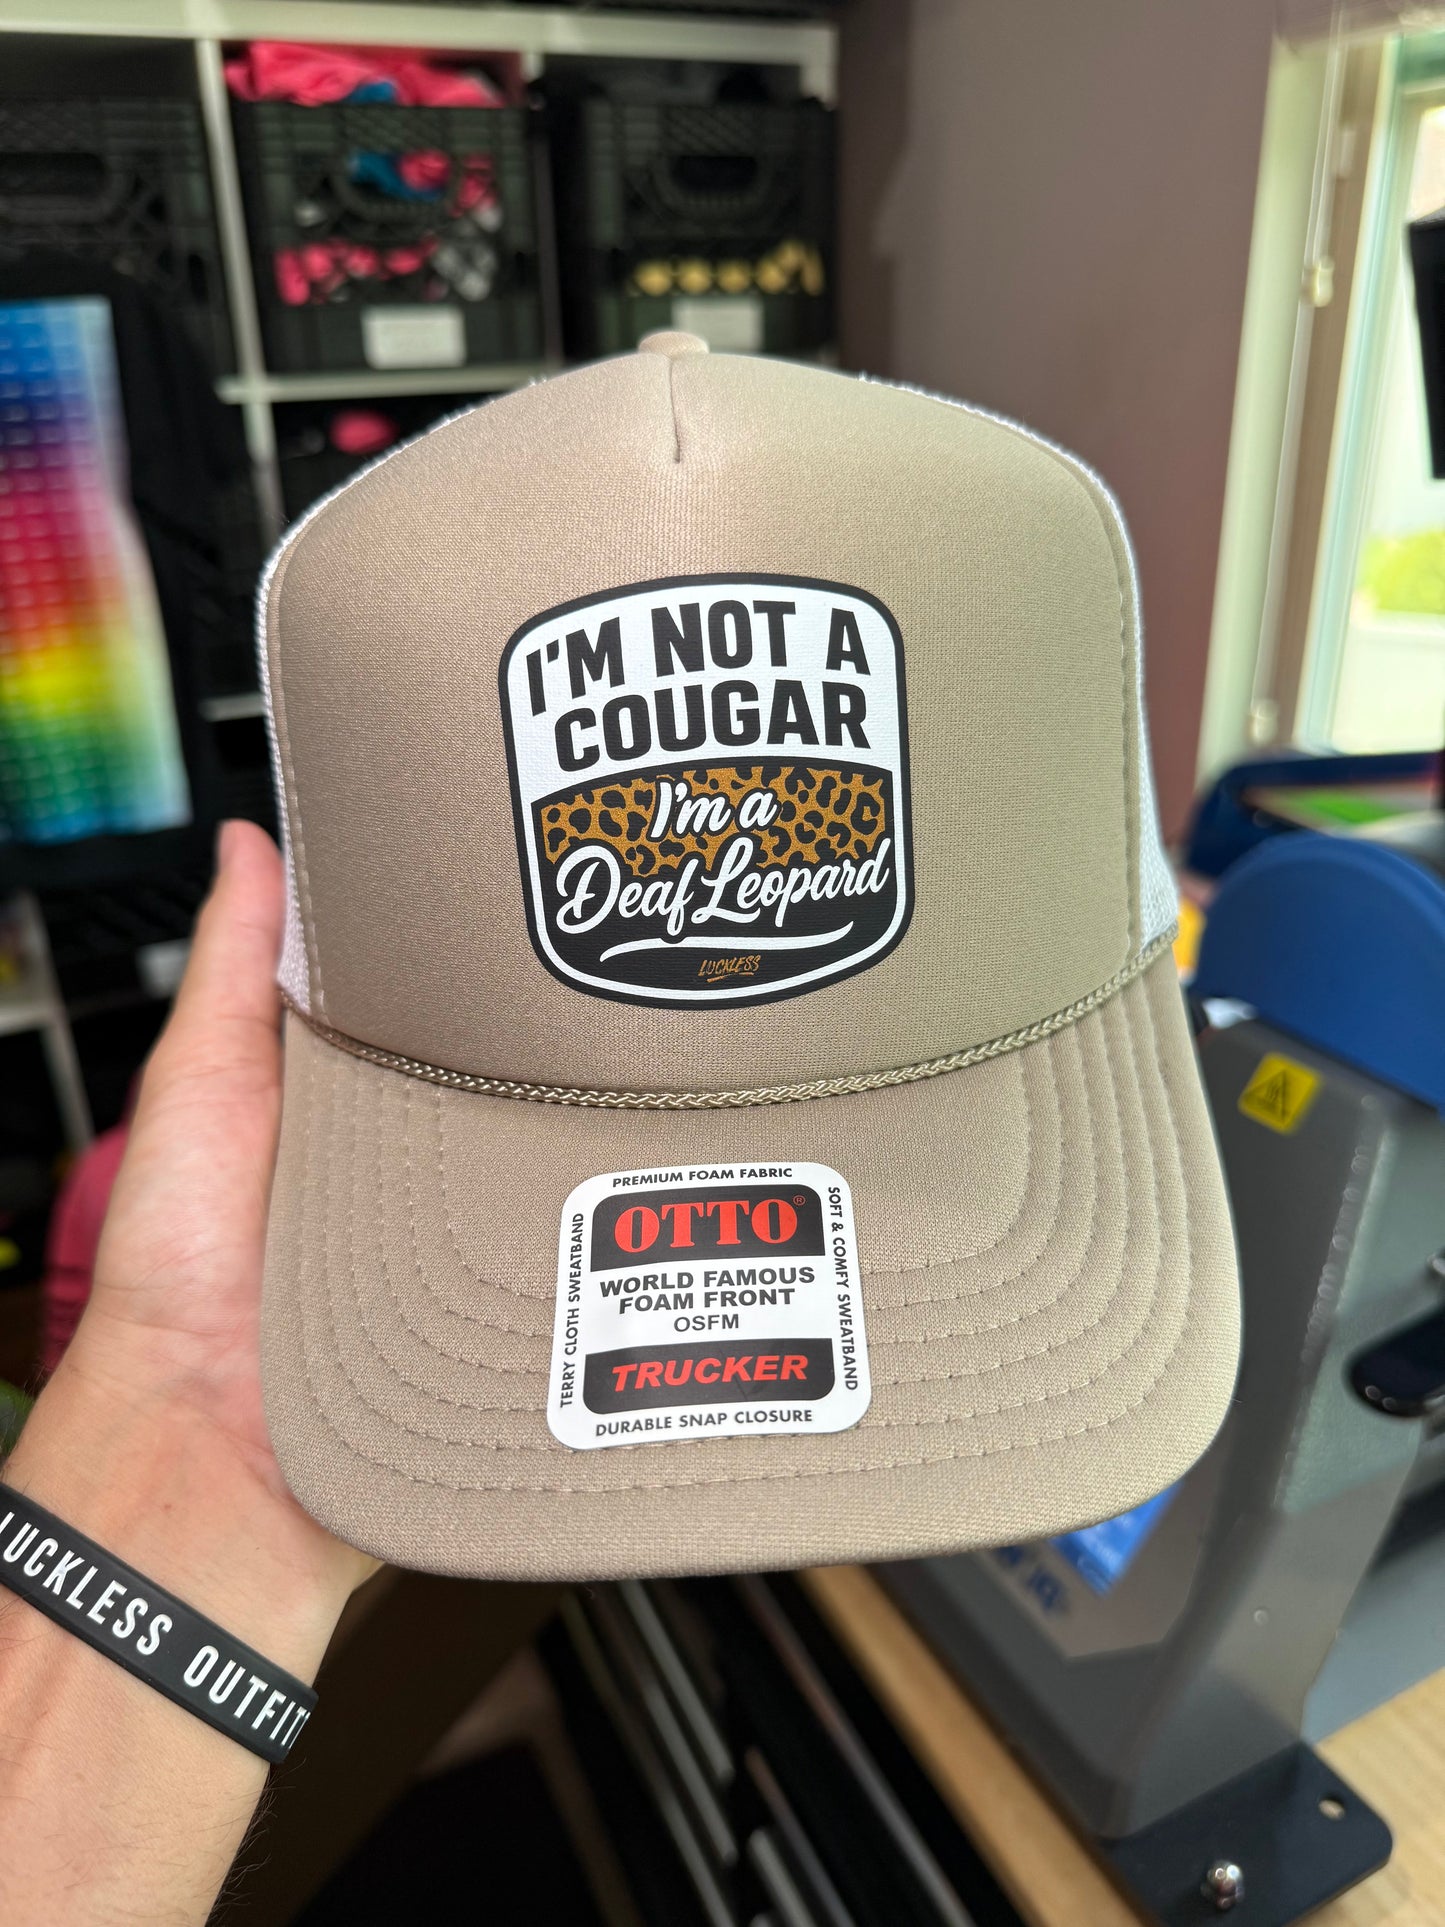 I'M NOT A
COUGAR
I'm a
Deaf Leopard
LUCKLESS
PREMIUM FOAM FABRIC
OTTO®
WORLD FAMOUS
FOAM FRONT
OSFM
TRUCKER
DURABLE SNAP CLOSURE
TERRY CLOTH SWEATBAND
SOFT & COMFY SWEATBAND
LUCKLESS OUTFIT